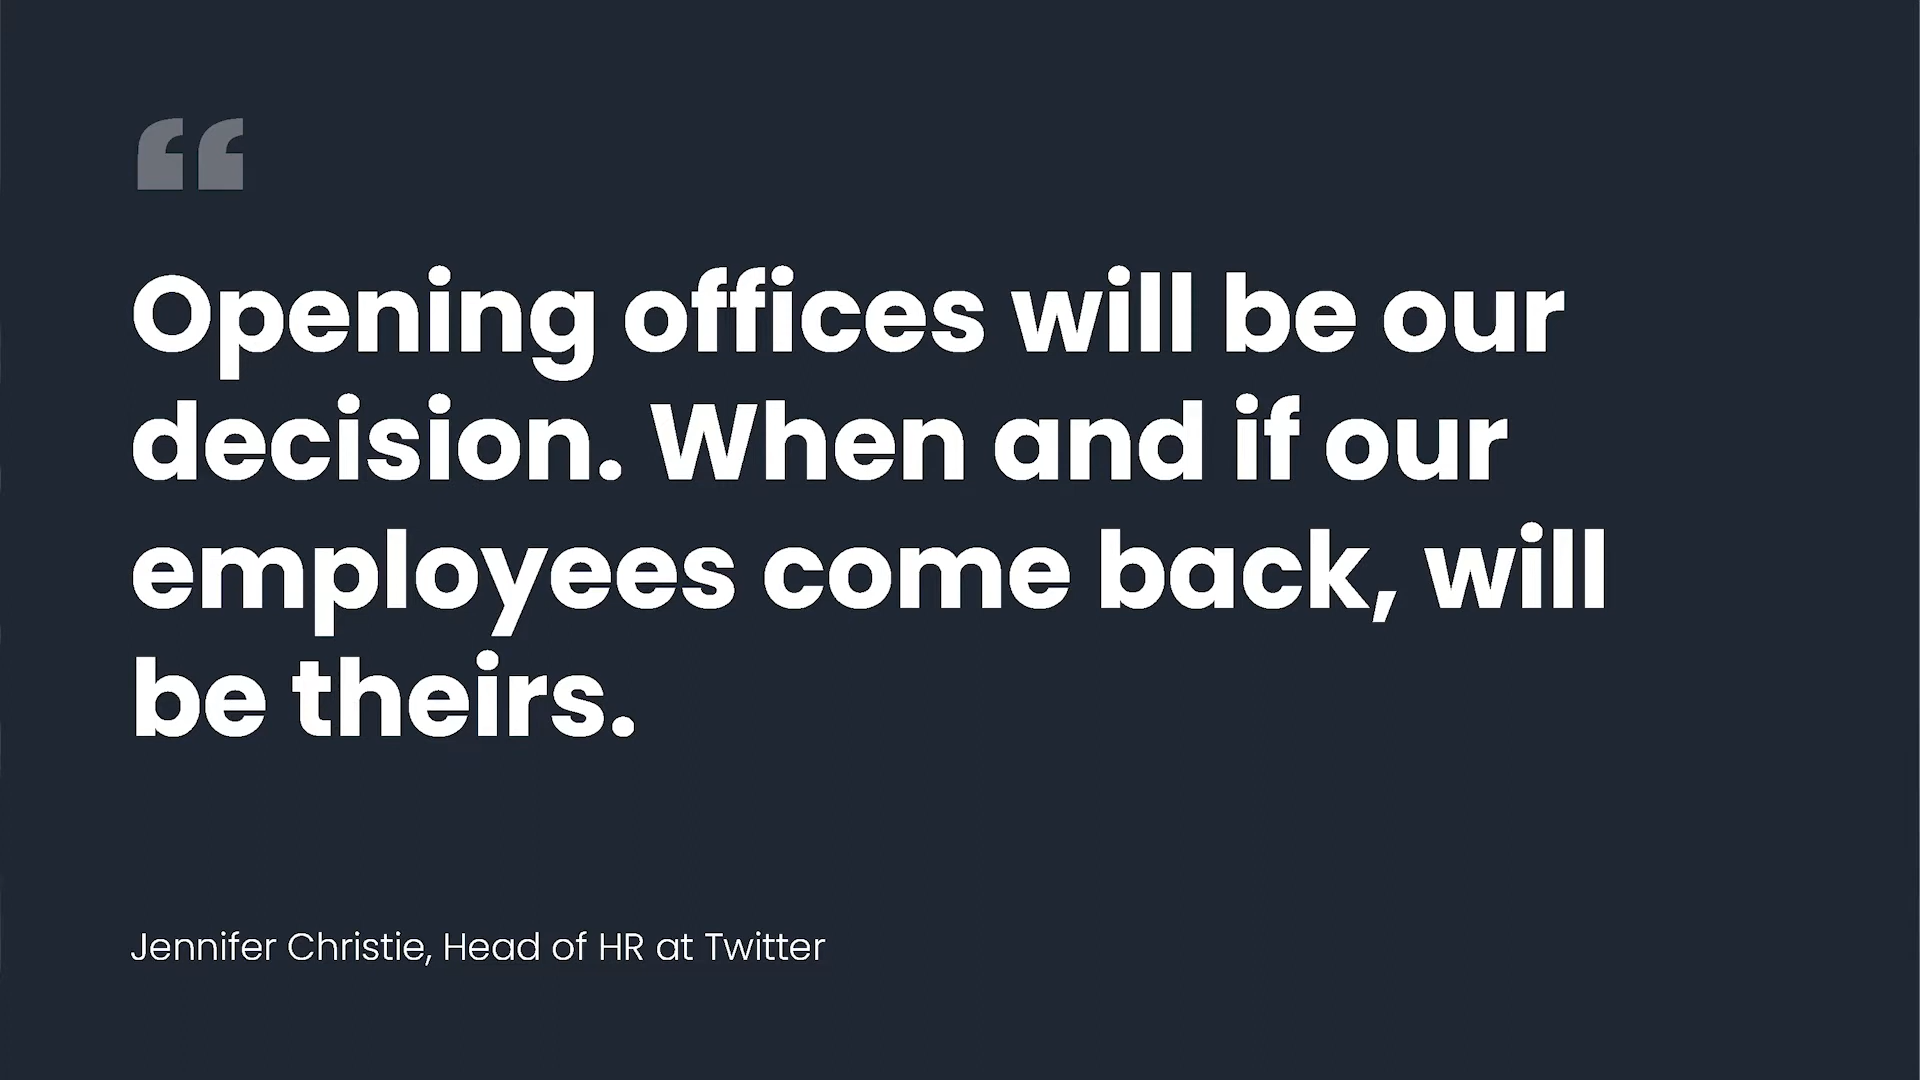 “
Opening offices will be our
decision. When and if our
employees come back, will
be theirs.
Jennifer Christie, Head of HR at Twitter